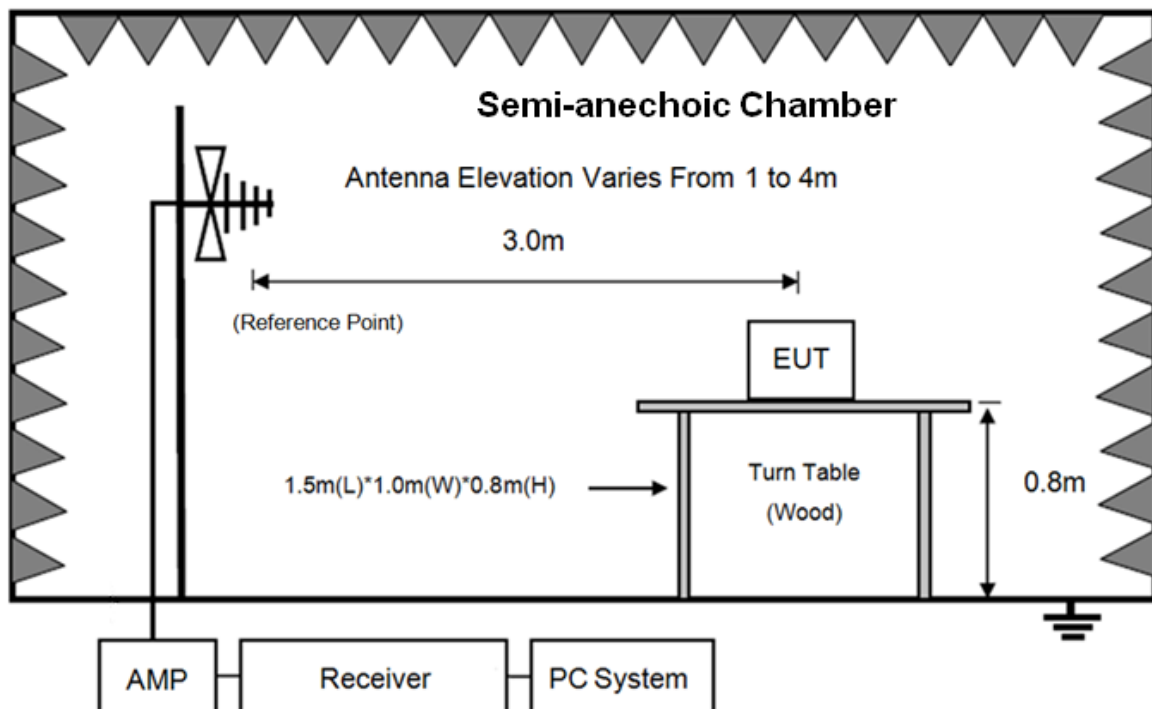 Semi-anechoic Chamber
Antenna Elevation Varies From 1 to 4m
3.0m
(Reference Point)
EUT
1.5m(L)*1.0m(W)*0.8m(H)
Turn Table
(Wood)
0.8m
AMP
Receiver
PC System